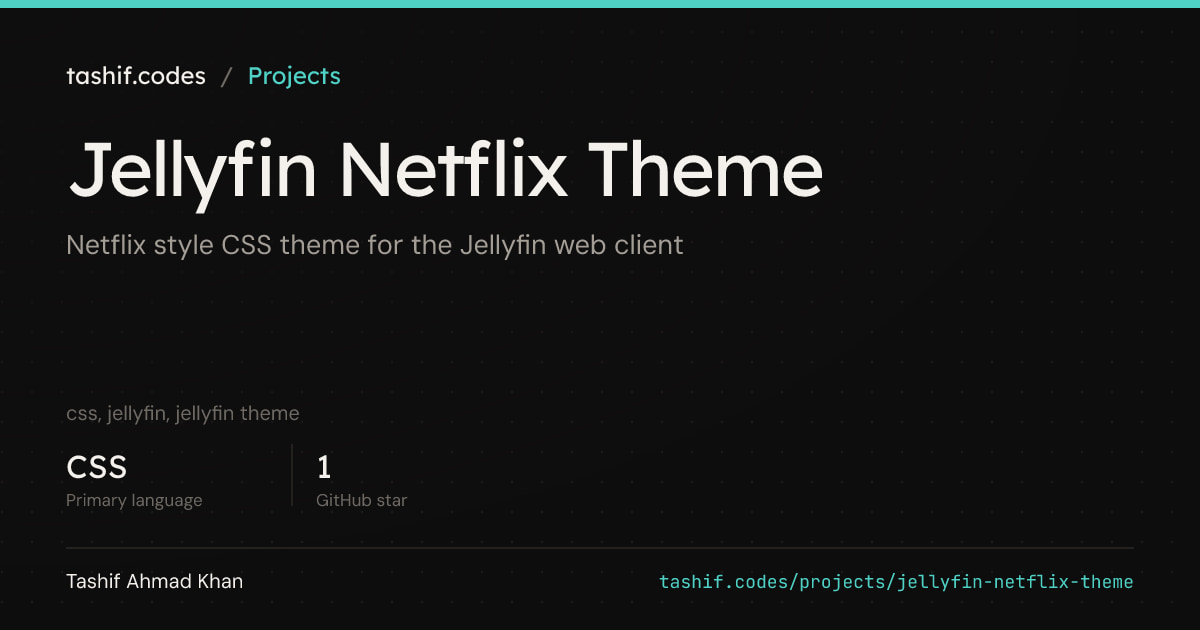 tashif.codes / Projects
Jellyfin Netflix Theme
Netflix style CSS theme for the Jellyfin web client
css, jellyfin, jellyfin theme
CSS
Primary language
1
GitHub star
Tashif Ahmad Khan
tashif.codes/projects/jellyfin-netflix-theme